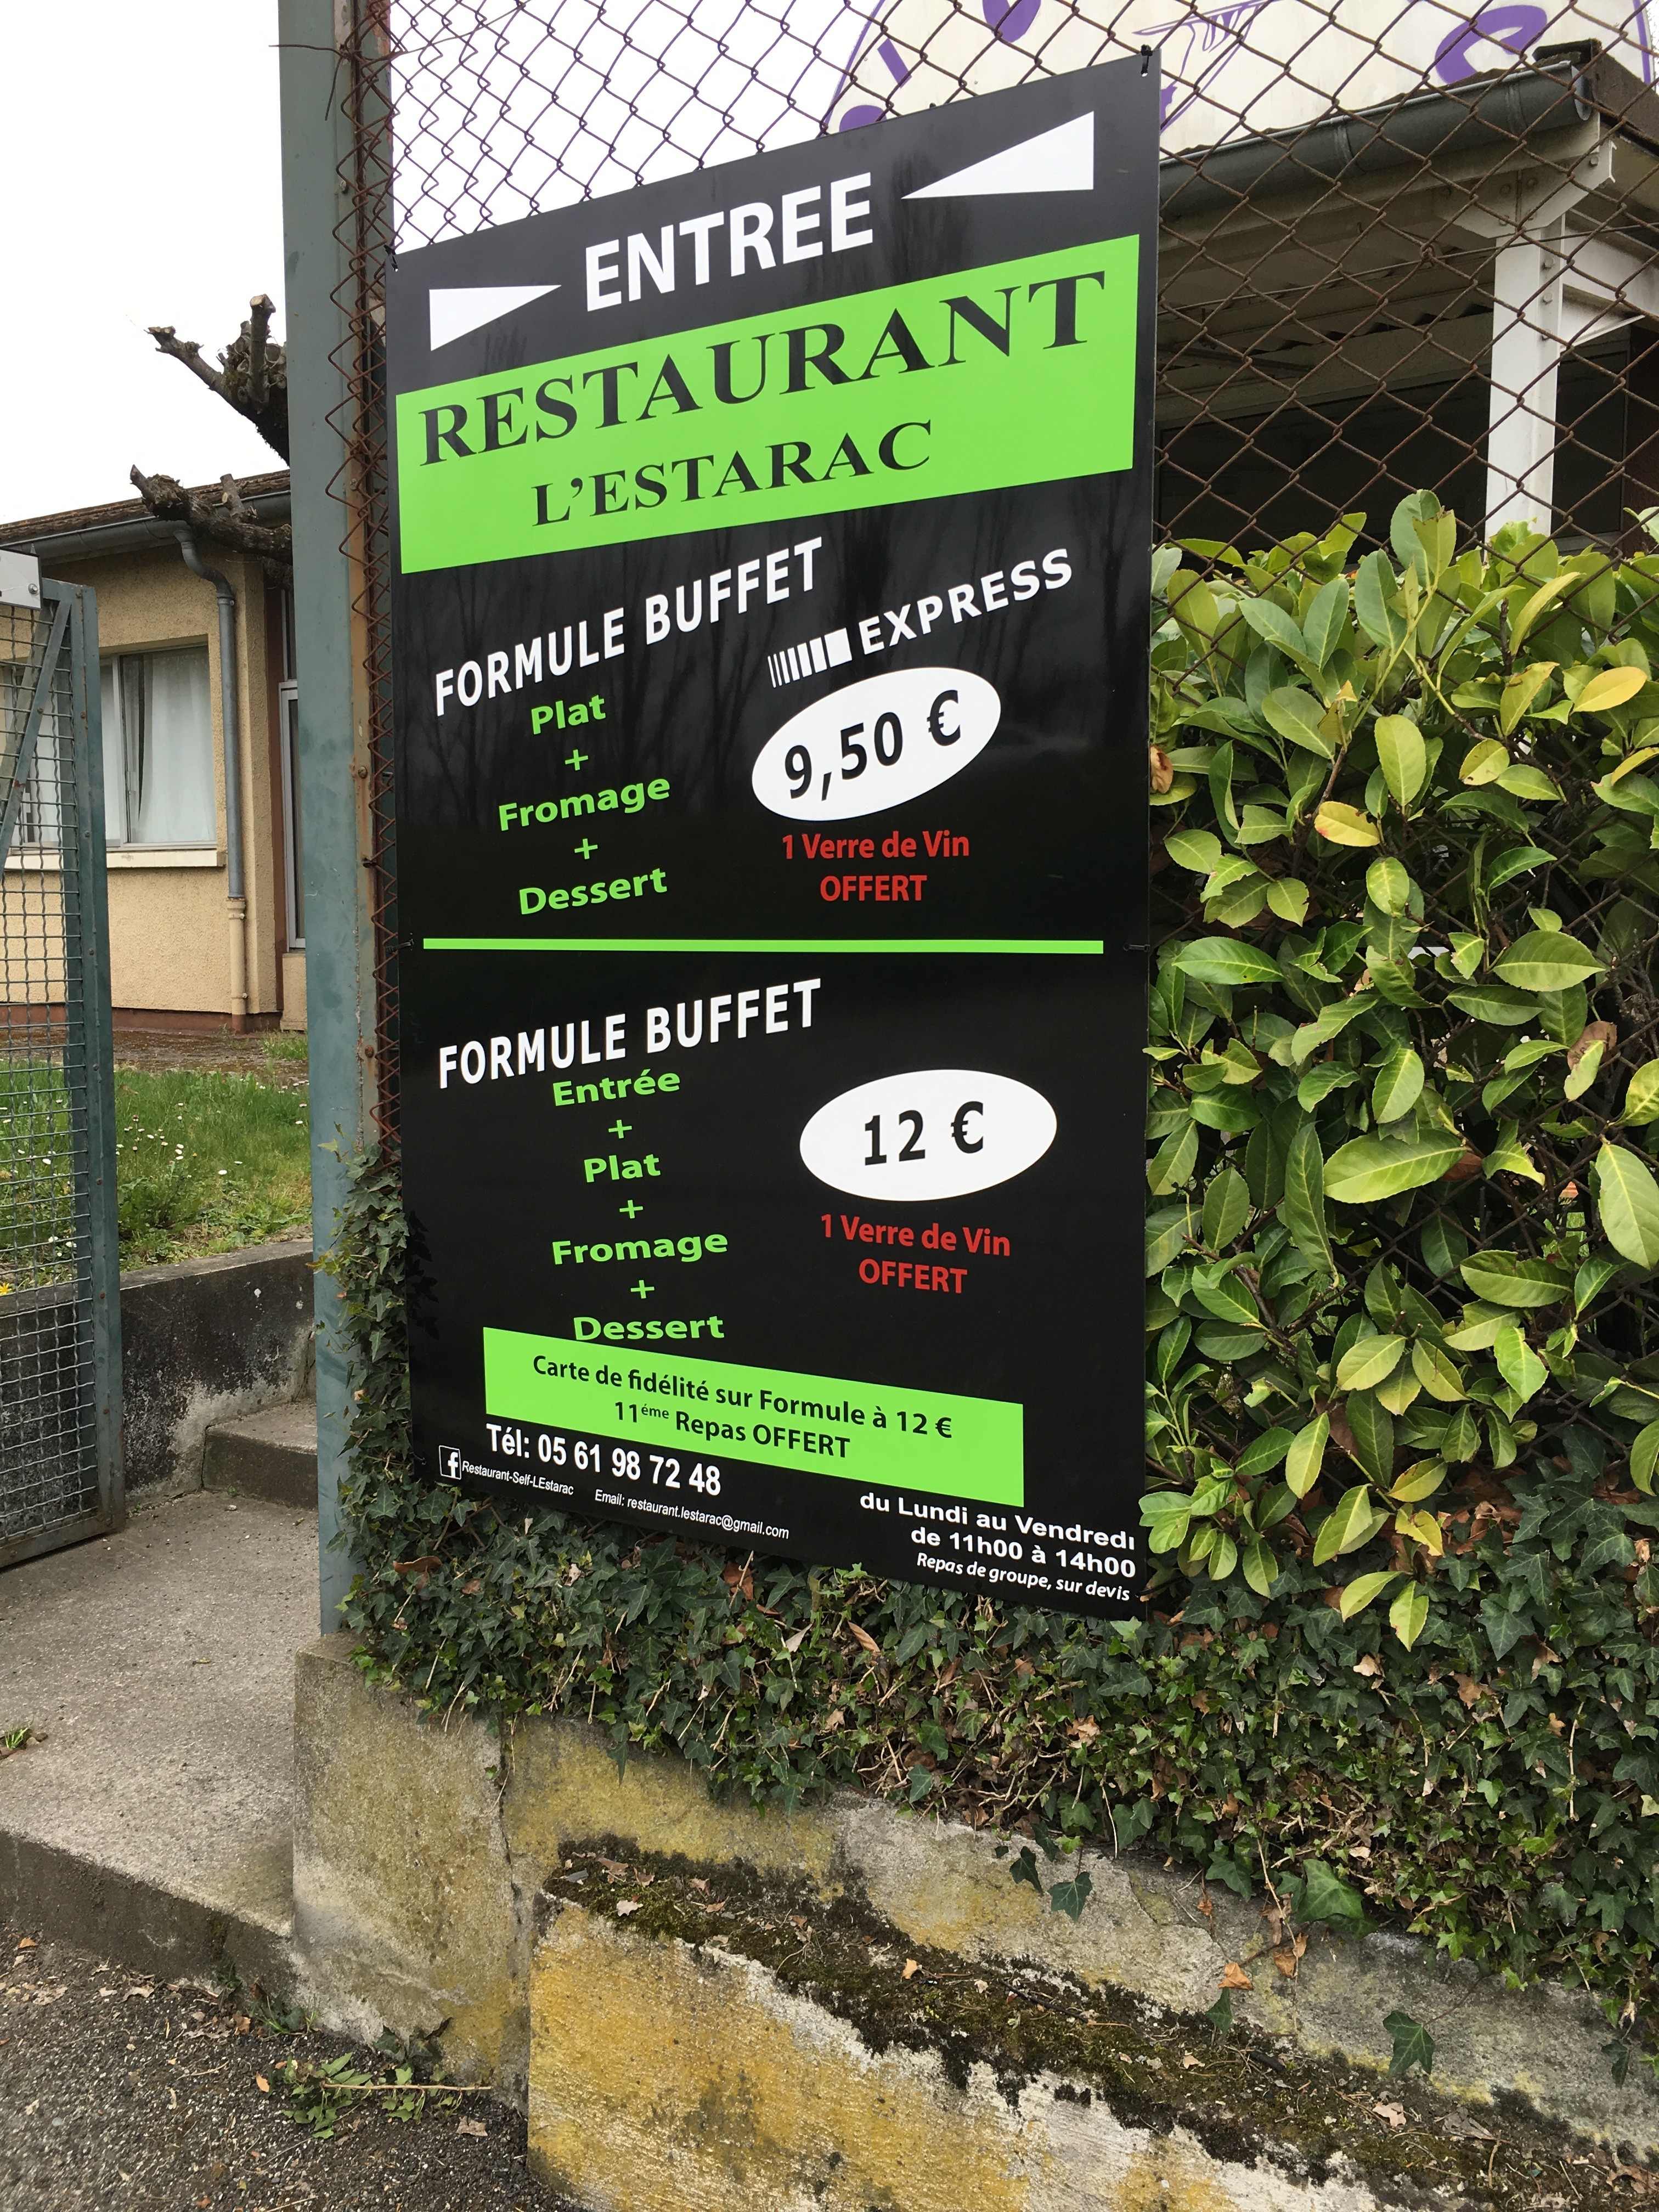 ENTREE
RESTAURANT
L'ESTARAC
FORMULE BUFFET
EXPRESS
Plat
+
Fromage
+
Dessert
9,50 €
1 Verre de Vin
OFFERT
FORMULE BUFFET
Entrée
+
Plat
+
Fromage
+
Dessert
12 €
1 Verre de Vin
OFFERT
Carte de fidélité sur Formule à 12 €
11éme Repas OFFERT
Tél: 05 61 98 72 48
f Restaurant-Self-LEstarac
Email: restaurant.lestarac@gmail.com
du Lundi au Vendredi
de 11h00 à 14h00
Repas de groupe, sur devis